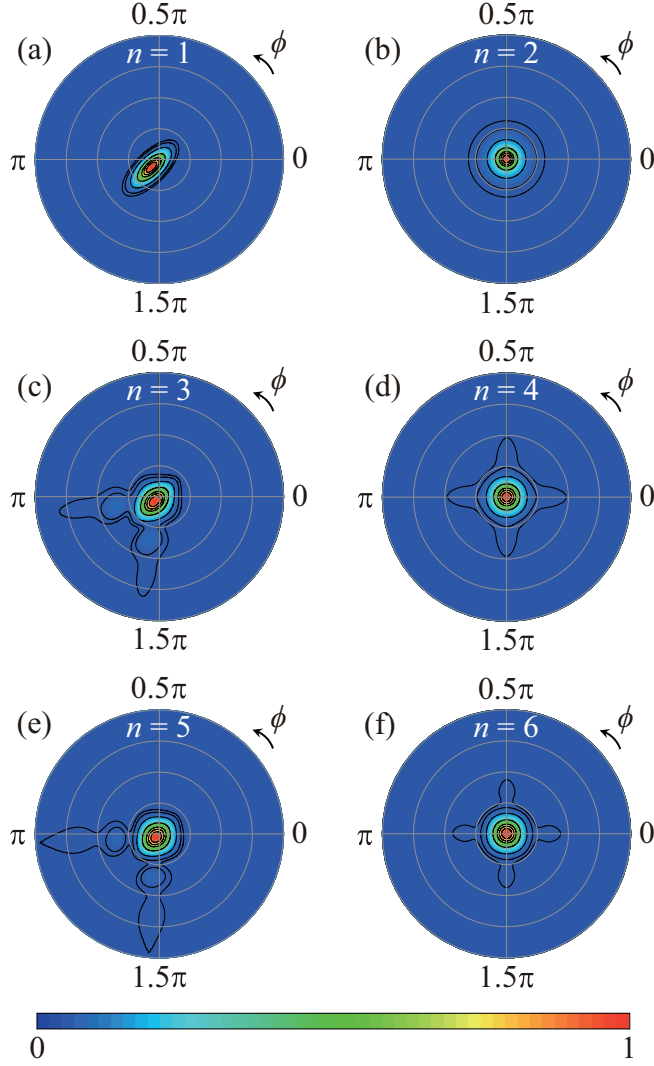 (a) 0.5π n = 1 ϕ
π 0
1.5π
(b) 0.5π n = 2 ϕ
π 0
1.5π
(c) 0.5π n = 3 ϕ
π 0
1.5π
(d) 0.5π n = 4 ϕ
π 0
1.5π
(e) 0.5π n = 5 ϕ
π 0
1.5π
(f) 0.5π n = 6 ϕ
π 0
1.5π
0 1